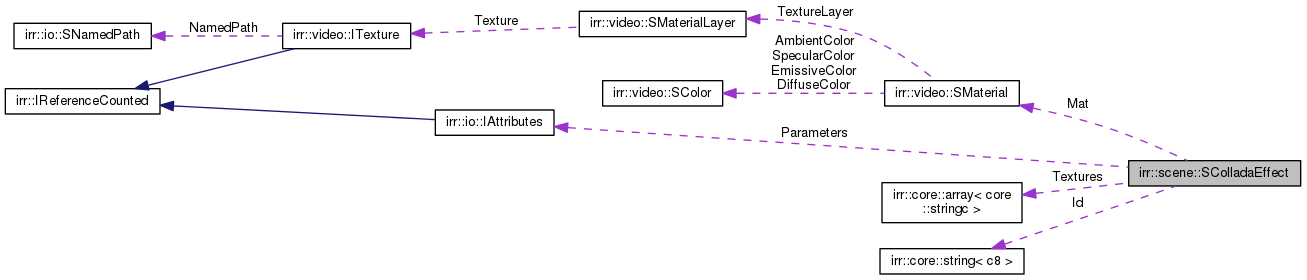 irr::io::SNamedPath
NamedPath
irr::video::ITexture
Texture
irr::video::SMaterialLayer
TextureLayer
irr::IReferenceCounted
irr::video::SColor
AmbientColor
SpecularColor
EmissiveColor
DiffuseColor
irr::video::SMaterial
Mat
irr::io::IAttributes
Parameters
irr::scene::SColladaEffect
Textures
irr::core::array< core
::stringc >
Id
irr::core::string< c8 >